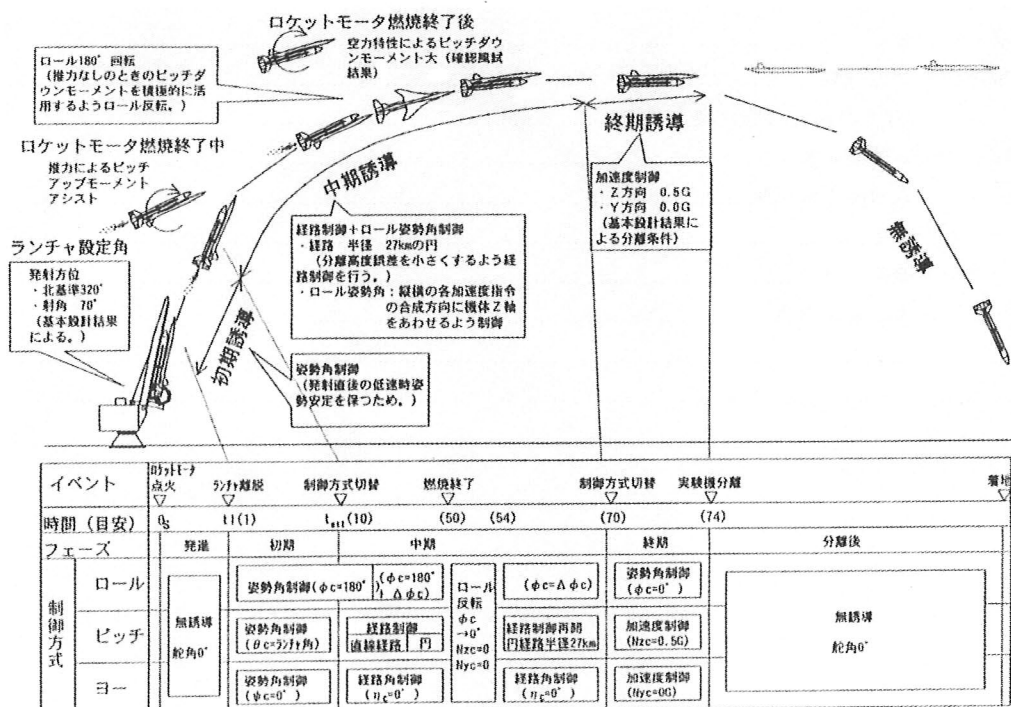 ロケットモータ燃焼終了後
空力特性によるピッチダウ
ンモーメント大(確認風試
結果)
ロール180°回転
(推力なしのときのピッチダ
ウンモーメントを積極的に活
用するようロール反転。)
ロケットモータ燃焼終了中
推力によるピッチ
アップモーメント
アシスト
ランチャ設定角
発射方位
・北基準320°
・射角 70°
(基本設計結果
による。)
中期誘導
経路制御+ロール姿勢角制御
・経路 半径 27kmの円
(分離高度誤差を小さくするよう経
路制御を行う。)
・ロール姿勢角:縦横の各加速度指令
の合成方向に機体Z軸
をあわせるよう制御
初期誘導
姿勢角制御
(発射直後の低速時姿
勢安定を保つため。)
終期誘導
加速度制御
・Z方向 0.5G
・Y方向 0.0G
(基本設計結果に
よる分離条件)
無誘導
イベント
ロケットモータ
点火
ランチャ離脱
制御方式切替
燃焼終了
制御方式切替
実験機分離
着地
時間(目安)
0s
t1(1)
(10)
(50)
(54)
(70)
(74)
フェーズ
発進
初期
中期
終期
分離後
制御方式
ロール
無誘導
舵角0°
姿勢角制御(φc=180°)
(φc=180°
+Δφc)
ロール
反転
φc
→0°
Nzc=0
Nyc=0
(φc=Δφc)
姿勢角制御
(φc=0°)
無誘導
舵角0°
ピッチ
姿勢角制御
(θc=ランチャ角)
経路制御
直線経路 円
経路制御再開
円経路半径27km
加速度制御
(Nzc=0.5G)
ヨー
姿勢角制御
(ψc=0°)
経路角制御
(ηc=0°)
経路角制御
(ηc=0°)
加速度制御
(Nyc=0G)